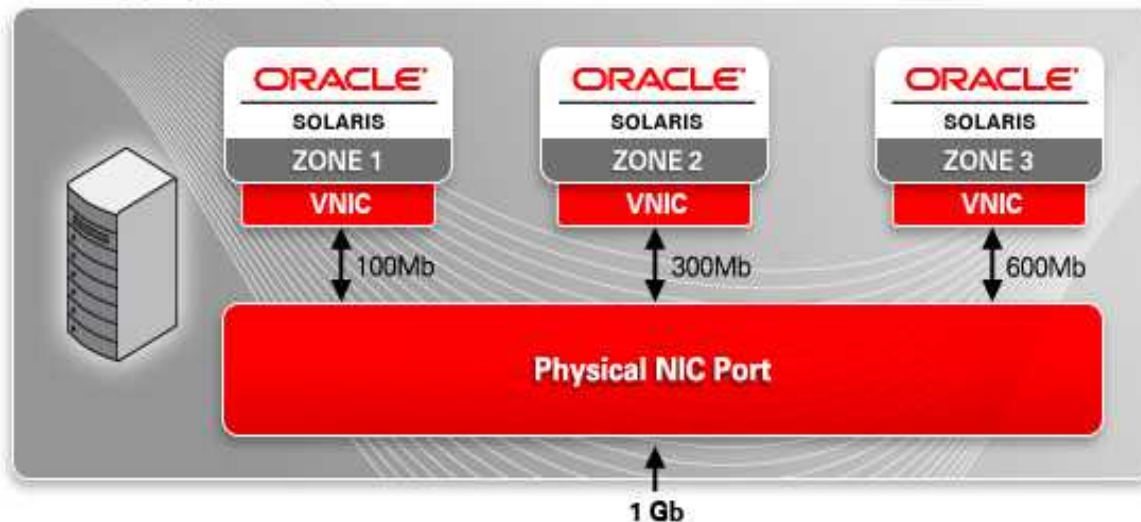 ORACLE
SOLARIS
ZONE 1
VNIC
100Mb
ORACLE
SOLARIS
ZONE 2
VNIC
300Mb
ORACLE
SOLARIS
ZONE 3
VNIC
600Mb
Physical NIC Port
1 Gb